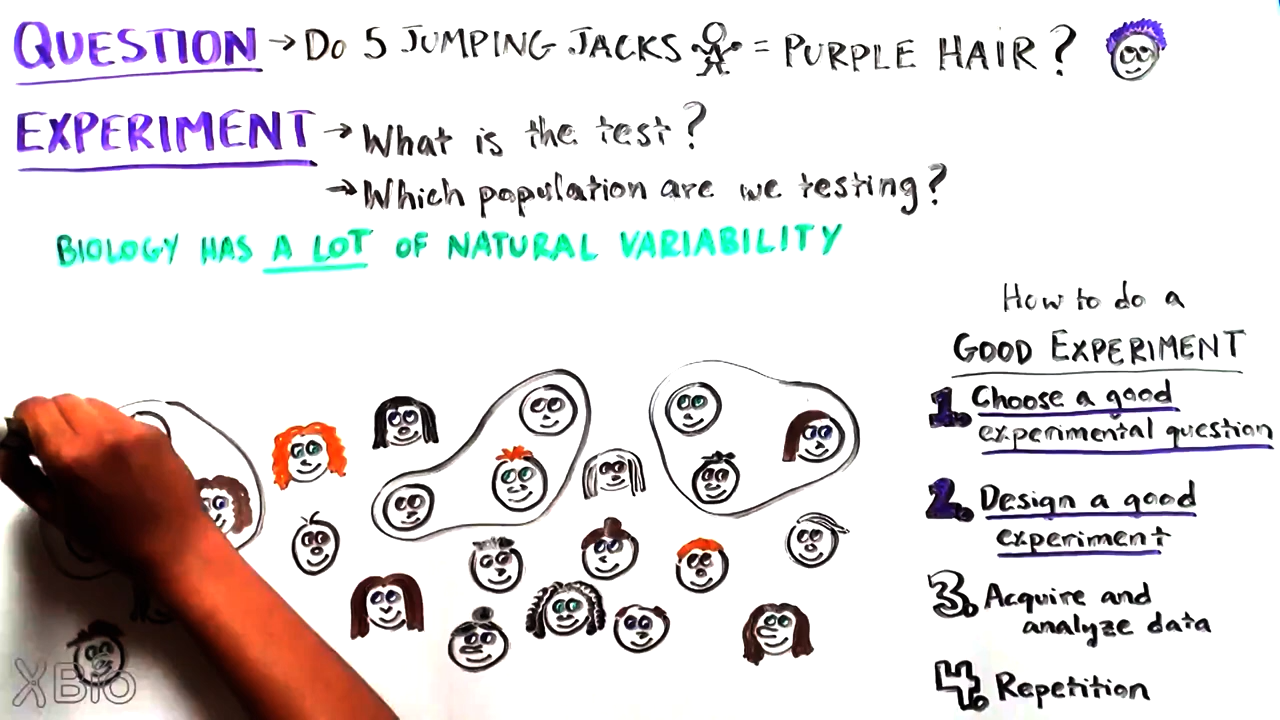 QUESTION → DO 5 JUMPING JACKS = PURPLE HAIR?
EXPERIMENT → What is the test?
→ Which population are we testing?
BIOLOGY HAS A LOT OF NATURAL VARIABILITY
How to do a
GOOD EXPERIMENT
1. Choose a good
experimental question
2. Design a good
experiment
3. Acquire and
analyze data
4. Repetition
X Bio